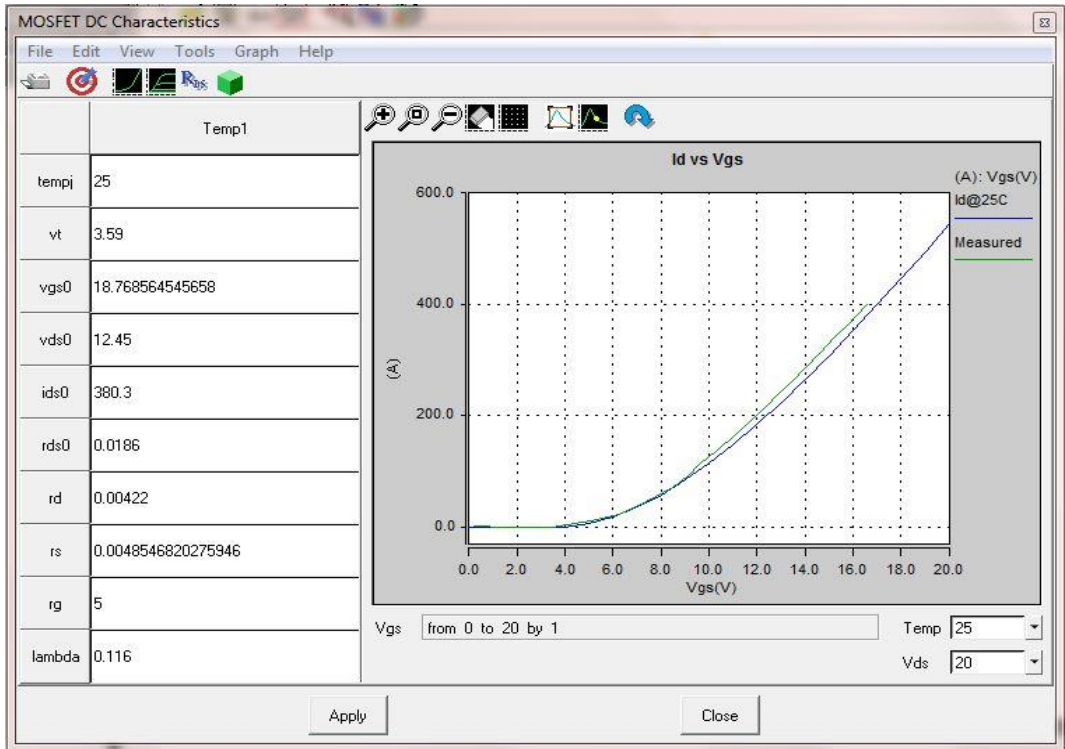 MOSFET DC Characteristics
File Edit View Tools Graph Help
RDS
Temp1
tempj 25
vt 3.59
vgs0 18.768564545658
vds0 12.45
ids0 380.3
rds0 0.0186
rd 0.00422
rs 0.0048546820275946
rg 5
lambda 0.116
Id vs Vgs
(A): Vgs(V)
Id@25C
Measured
600.0
400.0
(A)
200.0
0.0
0.0 2.0 4.0 6.0 8.0 10.0 12.0 14.0 16.0 18.0 20.0
Vgs(V)
Vgs from 0 to 20 by 1
Temp 25
Vds 20
Apply Close